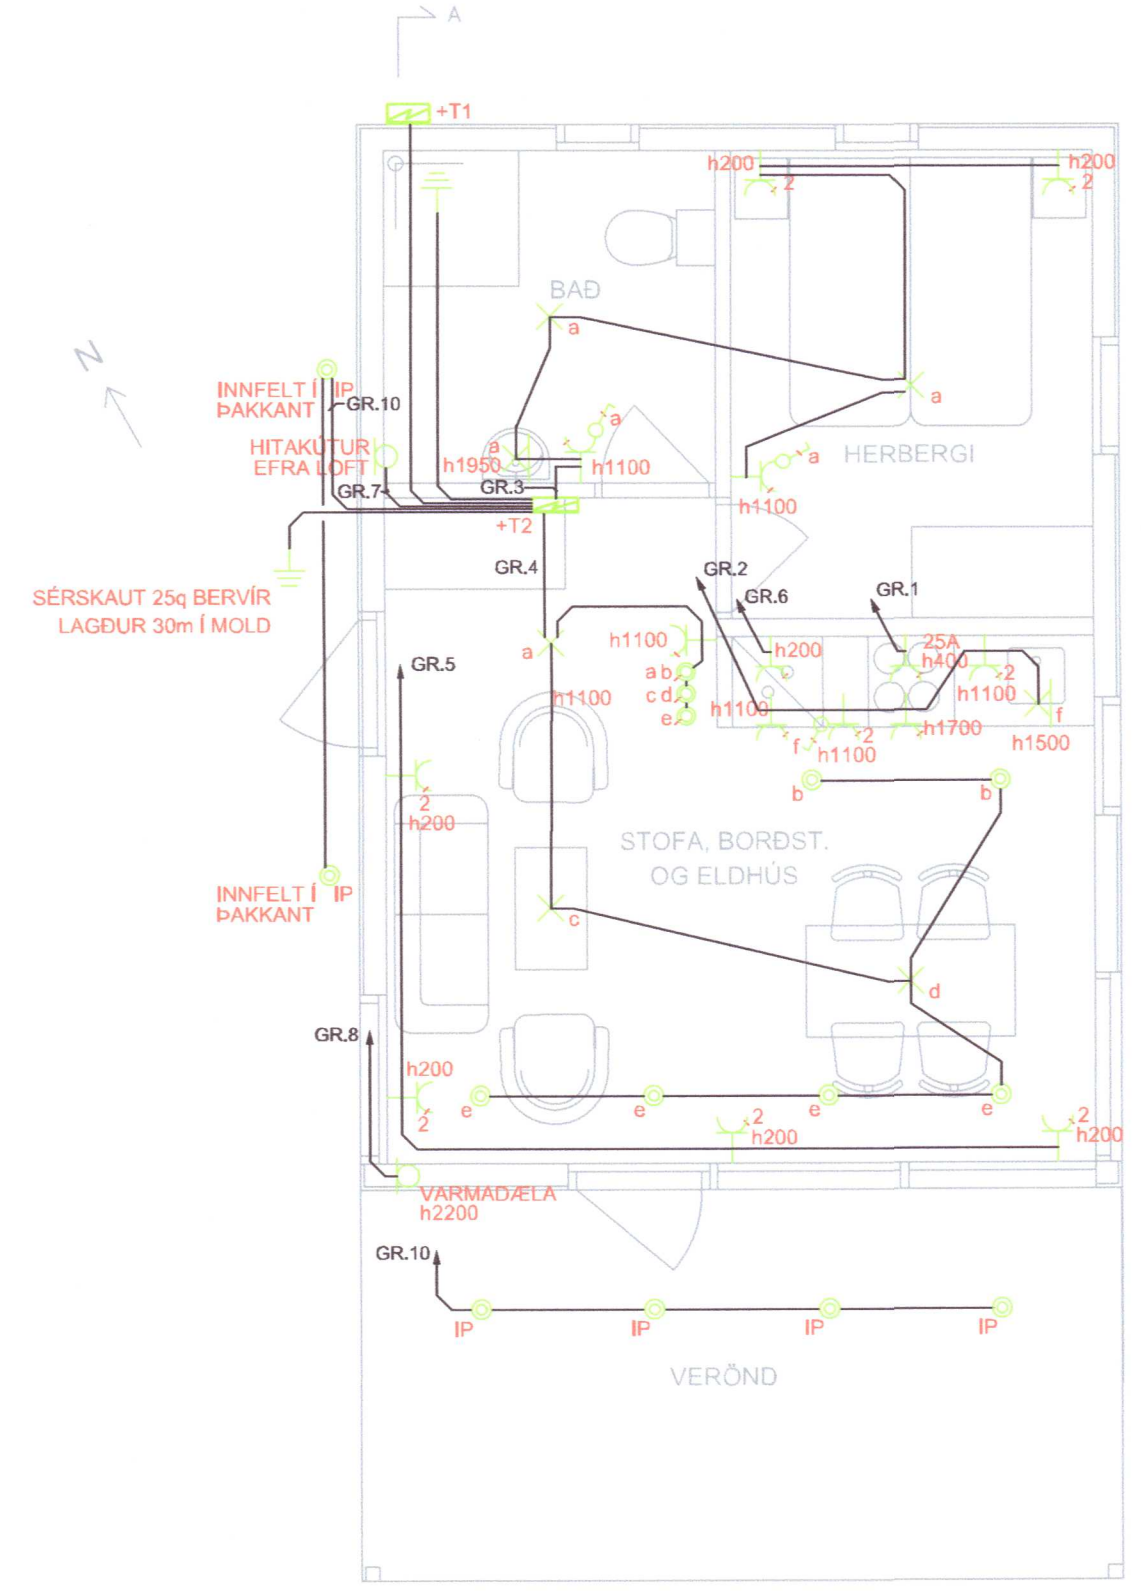 A
+T1
h200
2
h200
2
BAÐ
a
N
INNFELT Í IP
ÞAKKANT
GR.10
a
a
HITAKÚTUR
EFRA LOFT
a
h1950
h1100
HERBERGI
a
GR.7
GR.3
h1100
+T2
GR.4
GR.2
GR.6
GR.1
SÉRSKAUT 25q BERVÍR
LAGÐUR 30m Í MOLD
h1100
a
h200
25A
h400
2
h1100
GR.5
a b
c d
e
h1100
h1100
f
2
h1100
h1700
f
h1500
2
h200
b
b
STOFA, BORÐST.
OG ELDHÚS
INNFELT Í IP
ÞAKKANT
c
d
GR.8
h200
2
e
e
e
e
2
h200
2
h200
VARMADÆLA
h2200
GR.10
IP
IP
IP
IP
VERÖND